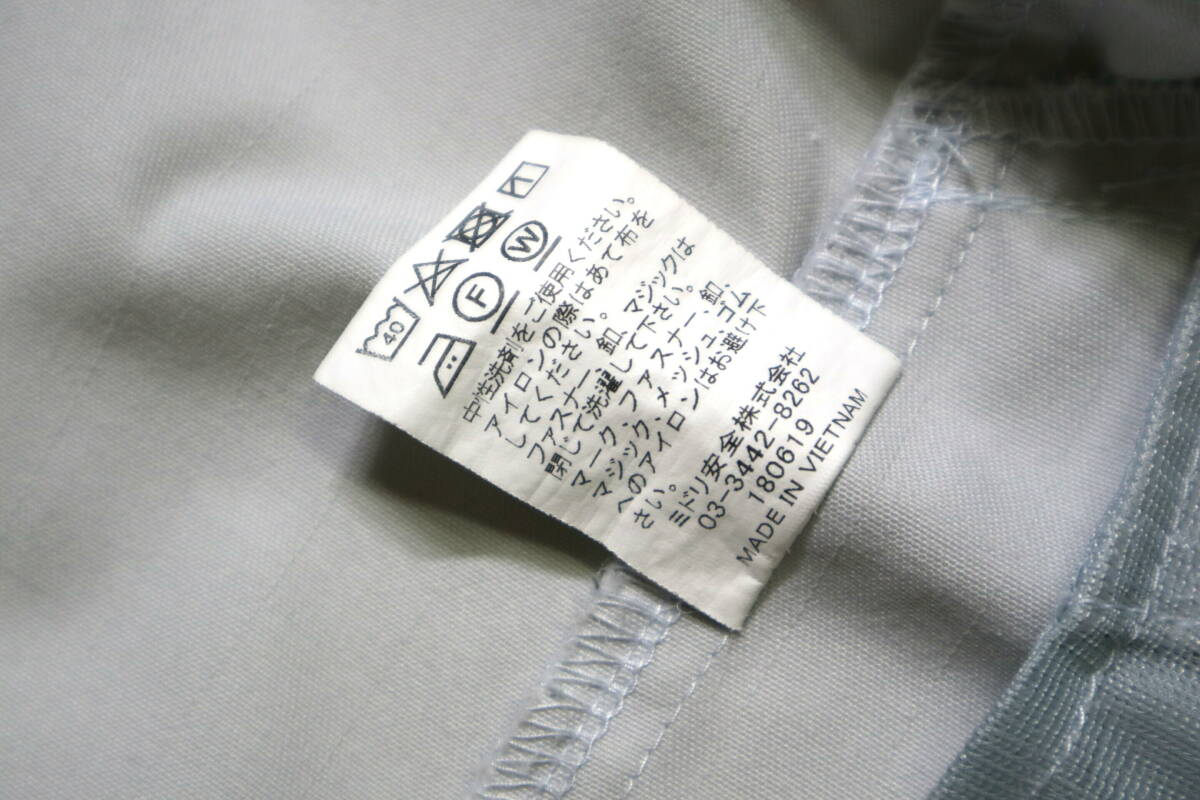 40
F
W
中性洗剤をご使用ください。
アイロンの際はあて布を
してください。
ファスナー、釦、マジックは
閉じて洗濯して下さい。
マーク、ファスナー、釦、
マジック、メッシュ、ゴム
へのアイロンはお避け下
さい。
ミドリ安全株式会社
03-3442-8262
180619
MADE IN VIETNAM